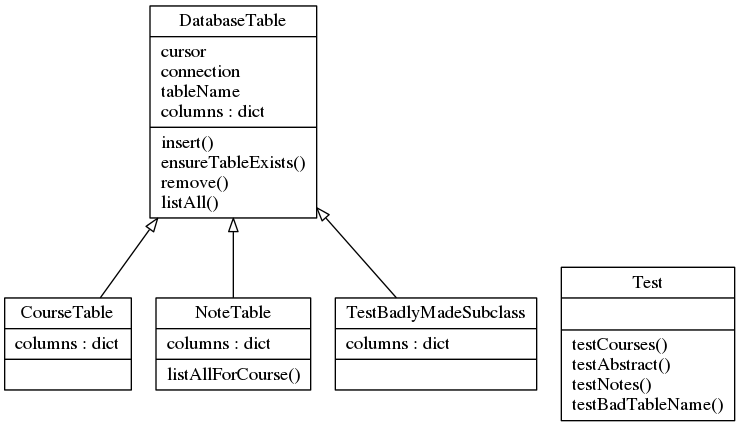 DatabaseTable
cursor
connection
tableName
columns : dict
insert()
ensureTableExists()
remove()
listAll()
CourseTable
columns : dict
NoteTable
columns : dict
listAllForCourse()
TestBadlyMadeSubclass
columns : dict
Test
testCourses()
testAbstract()
testNotes()
testBadTableName()